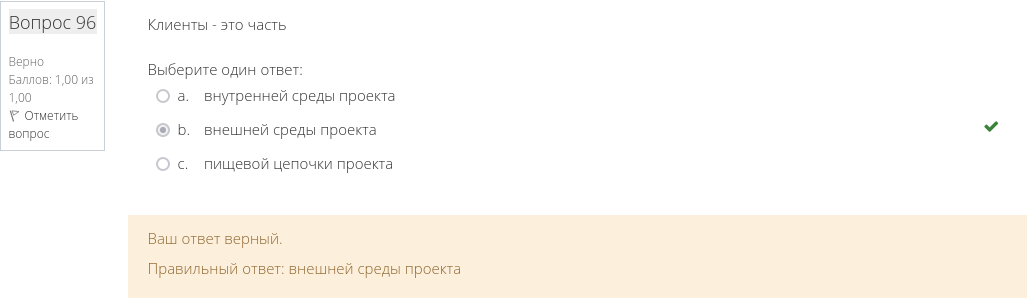 Вопрос 96
Верно
Баллов: 1,00 из
1,00
Отметить
вопрос
Клиенты - это часть
Выберите один ответ:
a. внутренней среды проекта
b. внешней среды проекта
c. пищевой цепочки проекта
Ваш ответ верный.
Правильный ответ: внешней среды проекта